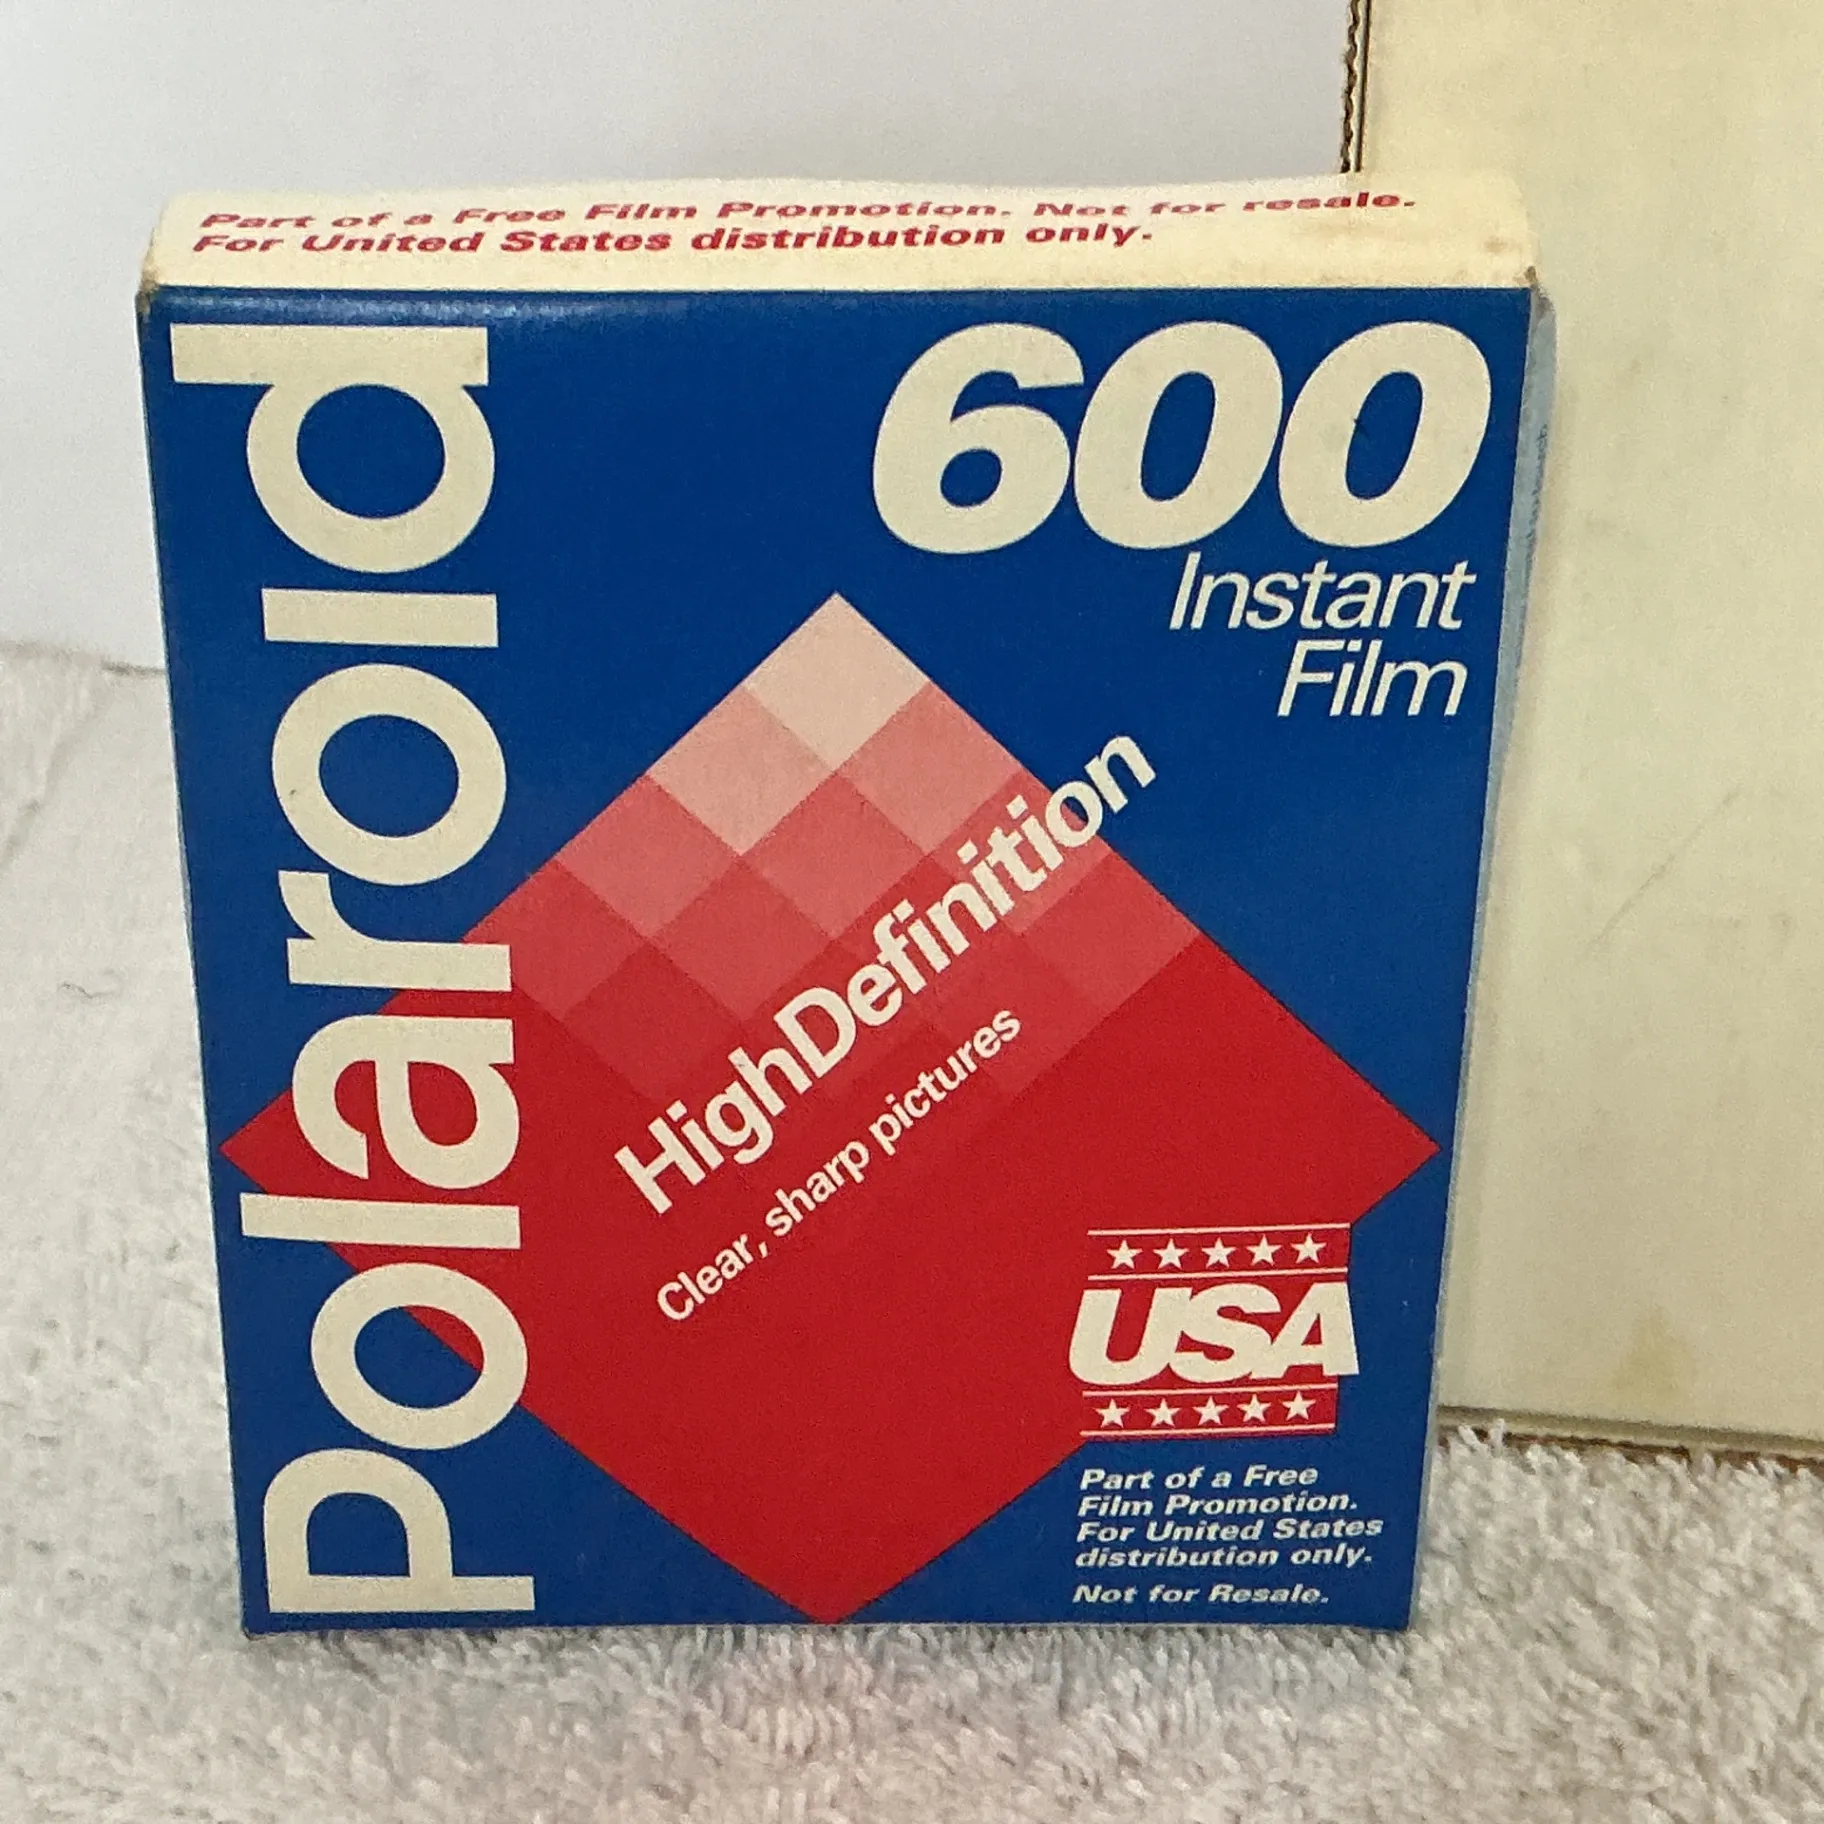 Part of a Free Film Promotion. Not for resale.
For United States distribution only.
Polaroid
600
Instant
Film
HighDefinition
Clear, sharp pictures
USA
Part of a Free
Film Promotion.
For United States
distribution only.
Not for Resale.